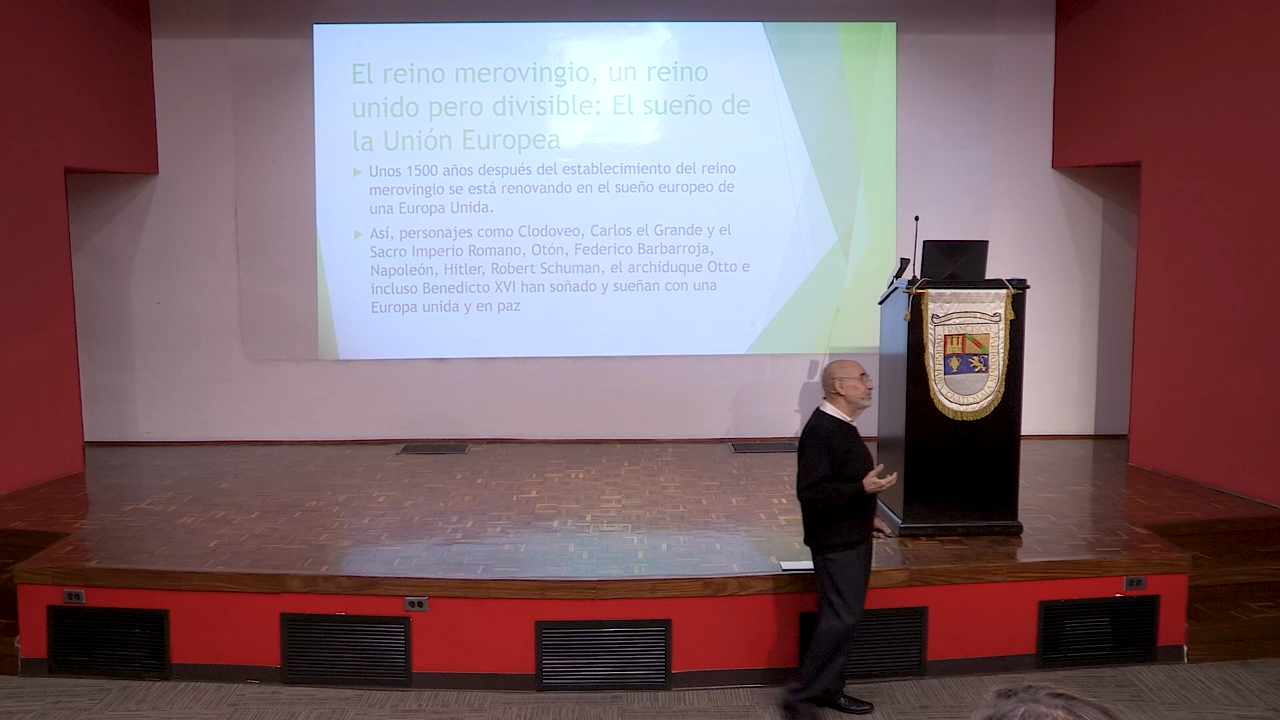 El reino merovingio, un reino
unido pero divisible: El sueño de
la Unión Europea
Unos 1500 años después del establecimiento del reino
merovingio se está renovando en el sueño europeo de
una Europa Unida.
Así, personajes como Clodoveo, Carlos el Grande y el
Sacro Imperio Romano, Otón, Federico Barbarroja,
Napoleón, Hitler, Robert Schuman, el archiduque Otto e
incluso Benedicto XVI han soñado y sueñan con una
Europa unida y en paz
FRANCISCO